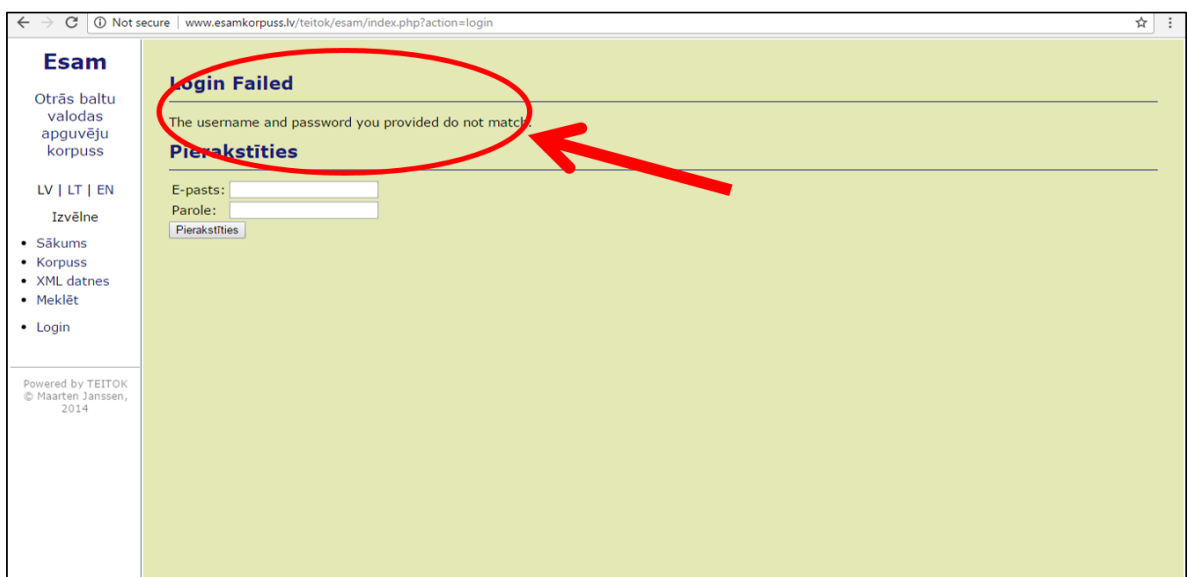 Not secure | www.esamkorpuss.lv/teitok/esam/index.php?action=login
Esam
Otrās baltu
valodas
apguvēju
korpuss
LV | LT | EN
Izvēlne
• Sākums
• Korpuss
• XML datnes
• Meklēt
• Login
Powered by TEITOK
© Maarten Janssen,
2014
Login Failed
The username and password you provided do not match.
Pierakstīties
E-pasts:
Parole:
Pierakstīties